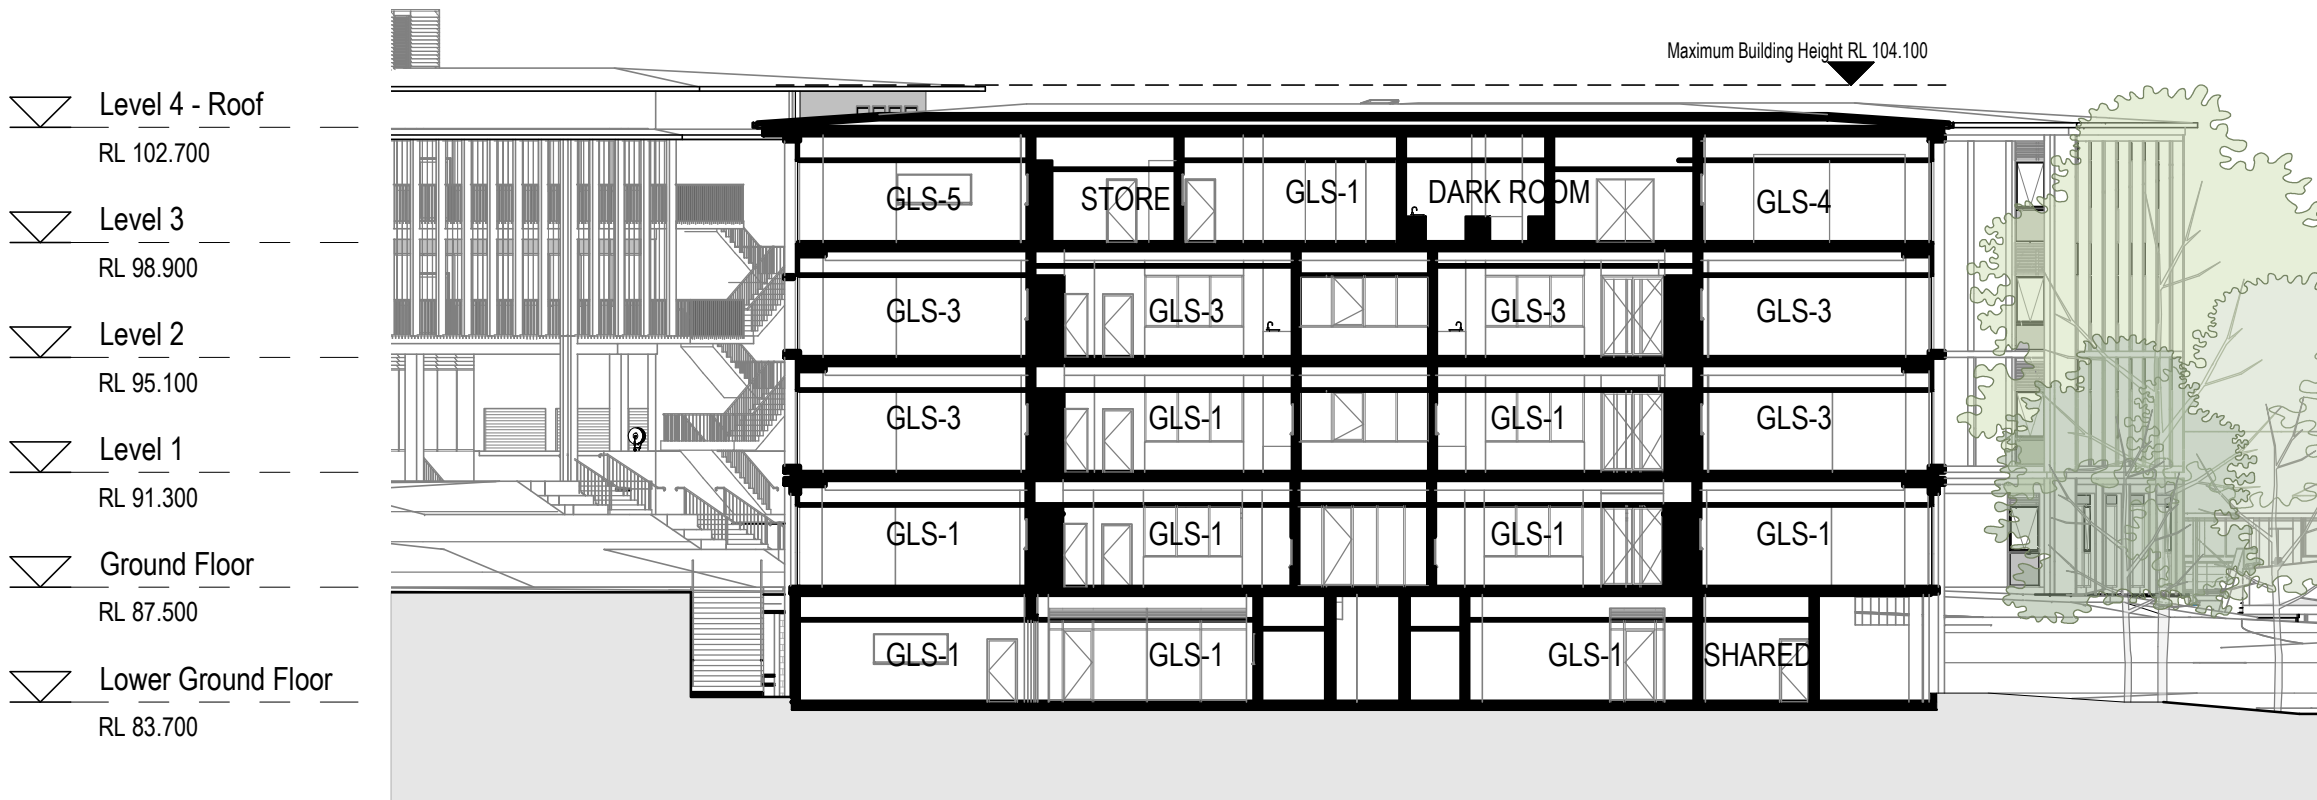 Maximum Building Height RL 104.100
Level 4 - Roof
RL 102.700
GLS-5 STORE GLS-1 DARK ROOM GLS-4
Level 3
RL 98.900
GLS-3 GLS-3 GLS-3 GLS-3
Level 2
RL 95.100
GLS-3 GLS-1 GLS-1 GLS-3
Level 1
RL 91.300
GLS-1 GLS-1 GLS-1 GLS-1
Ground Floor
RL 87.500
GLS-1 GLS-1 GLS-1 SHARED
Lower Ground Floor
RL 83.700